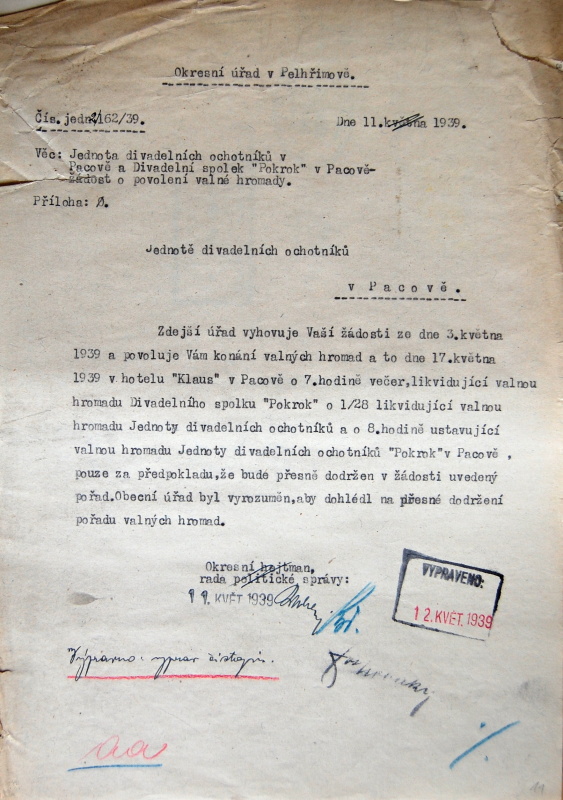 Okresní úřad v Pelhřimově.
Čís.jedn.2162/39.
Dne 11.května 1939.
Věc: Jednota divadelních ochotníků v
Pacově a Divadelní spolek "Pokrok" v Pacově-
žádost o povolení valné hromady.
Příloha: Ø.
Jednotě divadelních ochotníků
v Pacově.
Zdejší úřad vyhovuje Vaší žádosti ze dne 3.května
1939 a povoluje Vám konání valných hromad a to dne 17.května
1939 v hotelu "Klaus" v Pacově o 7.hodině večer,likvidující valnou
hromadu Divadelního spolku "Pokrok" o 1/28 likvidující valnou
hromadu Jednoty divadelních ochotníků a o 8.hodině ustavující
valnou hromadu Jednoty divadelních ochotníků "Pokrok"v Pacově ,
pouze za předpokladu,že bude přesně dodržen v žádosti uvedený
pořad.Obecní úřad byl vyrozuměn,aby dohlédl na přesné dodržení
pořadu valných hromad.
Okresní hejtman,
rada politické správy:
11. KVĚT 1939
VYPRAVENO:
12. KVĚT. 1939